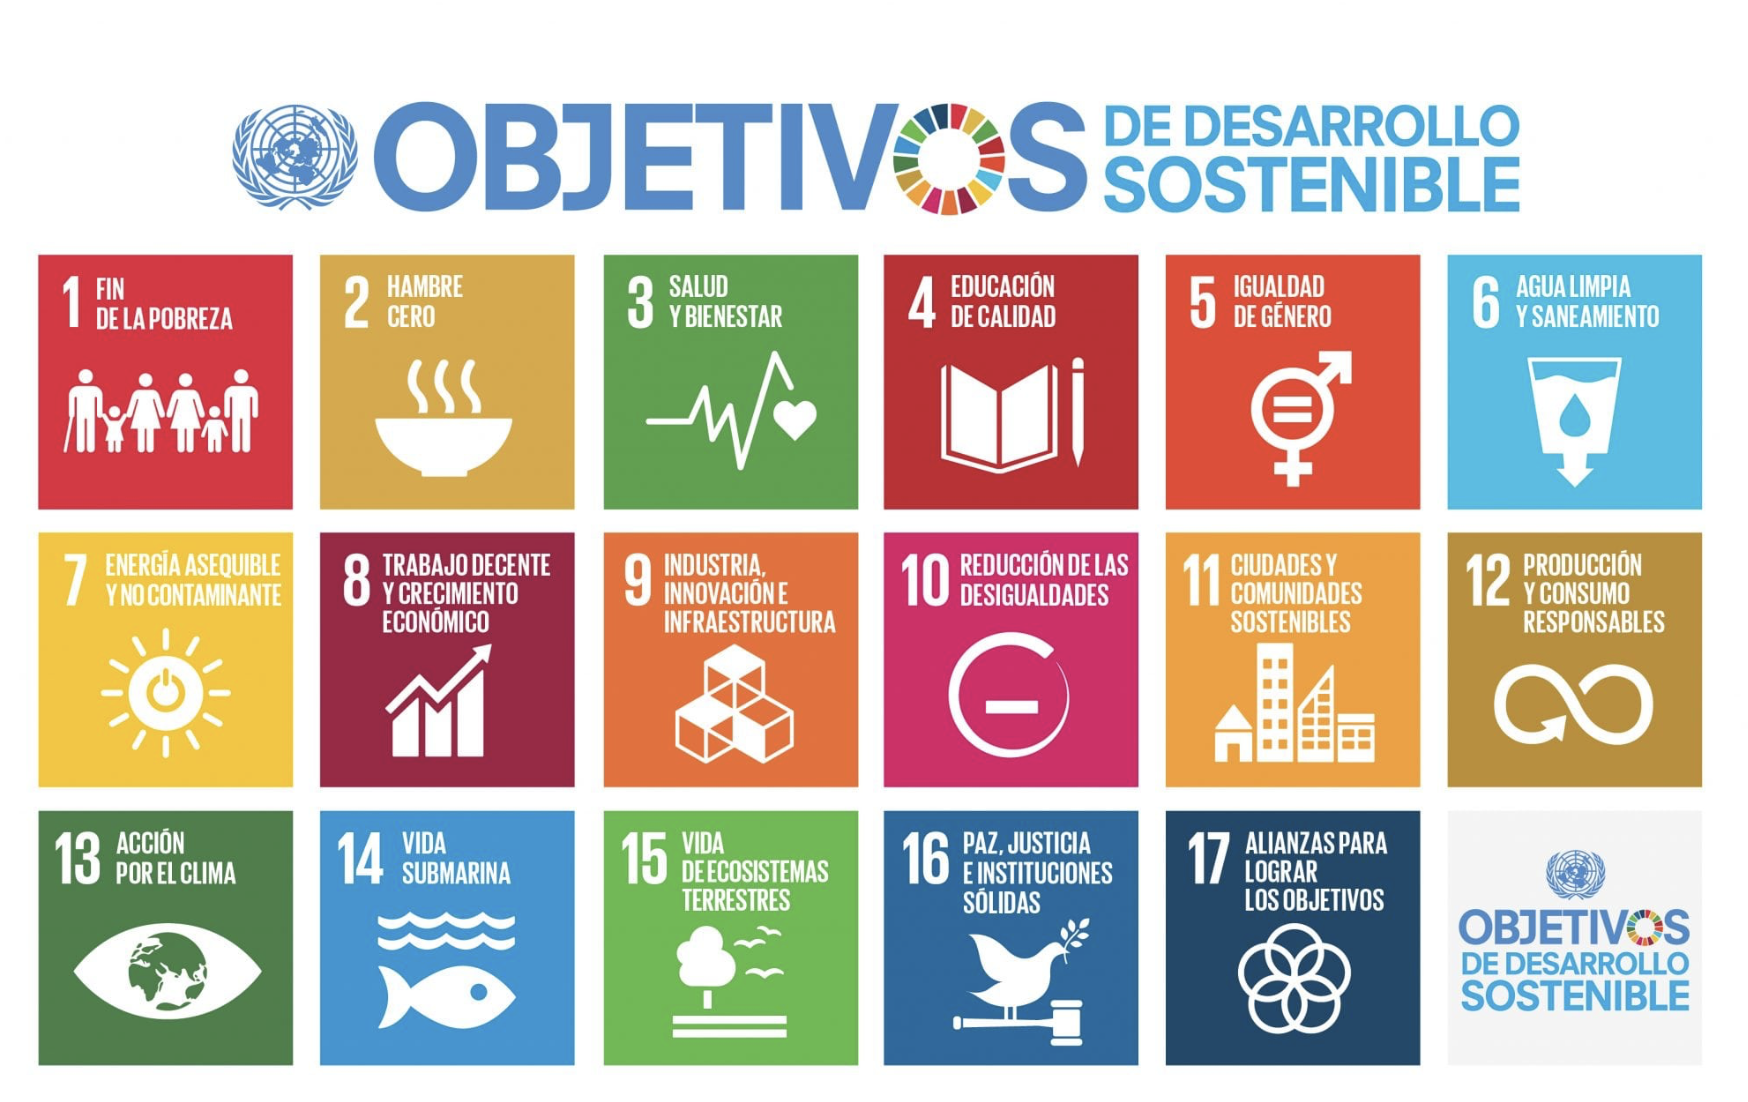 OBJETIVOS DE DESARROLLO
SOSTENIBLE
1 FIN
DE LA POBREZA
2 HAMBRE
CERO
3 SALUD
Y BIENESTAR
4 EDUCACIÓN
DE CALIDAD
5 IGUALDAD
DE GÉNERO
6 AGUA LIMPIA
Y SANEAMIENTO
7 ENERGÍA ASEQUIBLE
Y NO CONTAMINANTE
8 TRABAJO DECENTE
Y CRECIMIENTO
ECONÓMICO
9 INDUSTRIA,
INNOVACIÓN E
INFRAESTRUCTURA
10 REDUCCIÓN DE LAS
DESIGUALDADES
11 CIUDADES Y
COMUNIDADES
SOSTENIBLES
12 PRODUCCIÓN
Y CONSUMO
RESPONSABLES
13 ACCIÓN
POR EL CLIMA
14 VIDA
SUBMARINA
15 VIDA
DE ECOSISTEMAS
TERRESTRES
16 PAZ, JUSTICIA
E INSTITUCIONES
SÓLIDAS
17 ALIANZAS PARA
LOGRAR
LOS OBJETIVOS
OBJETIVOS
DE DESARROLLO
SOSTENIBLE